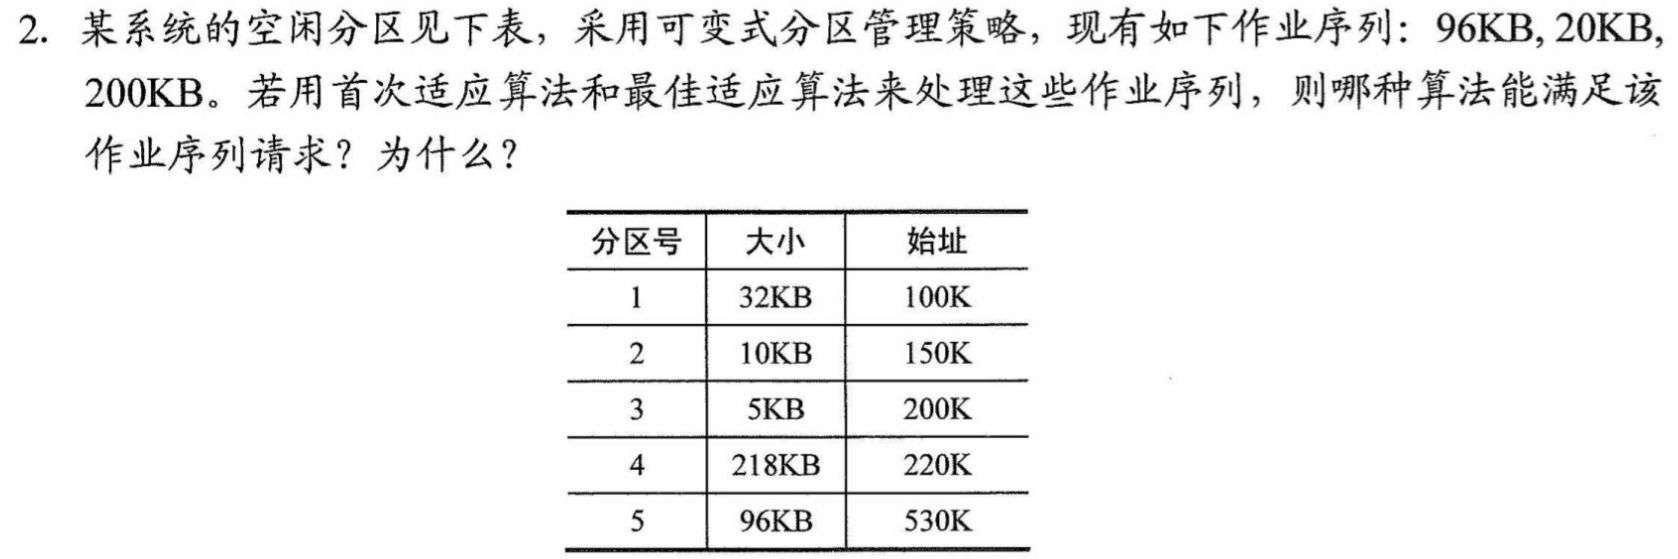 2. 某系统的空闲分区见下表，采用可变式分区管理策略，现有如下作业序列：96KB, 20KB,
200KB。若用首次适应算法和最佳适应算法来处理这些作业序列，则哪种算法能满足该
作业序列请求？为什么？
分区号 大小 始址
1 32KB 100K
2 10KB 150K
3 5KB 200K
4 218KB 220K
5 96KB 530K